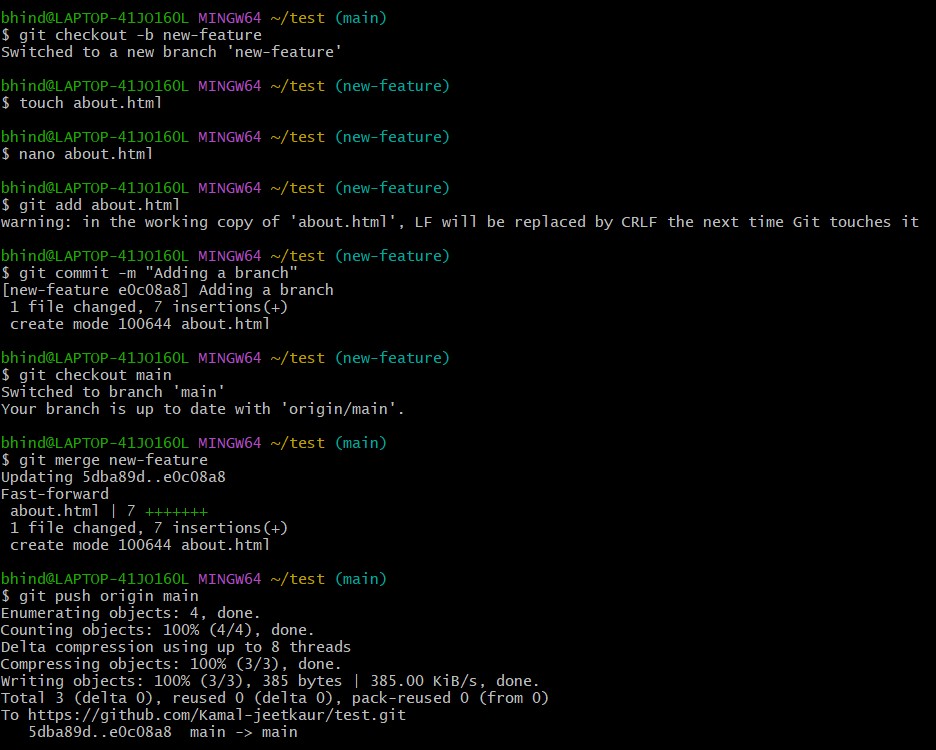 bhind@LAPTOP-41JO160L MINGW64 ~/test (main)
$ git checkout -b new-feature
Switched to a new branch 'new-feature'
bhind@LAPTOP-41JO160L MINGW64 ~/test (new-feature)
$ touch about.html
bhind@LAPTOP-41JO160L MINGW64 ~/test (new-feature)
$ nano about.html
bhind@LAPTOP-41JO160L MINGW64 ~/test (new-feature)
$ git add about.html
warning: in the working copy of 'about.html', LF will be replaced by CRLF the next time Git touches it
bhind@LAPTOP-41JO160L MINGW64 ~/test (new-feature)
$ git commit -m "Adding a branch"
[new-feature e0c08a8] Adding a branch
 1 file changed, 7 insertions(+)
 create mode 100644 about.html
bhind@LAPTOP-41JO160L MINGW64 ~/test (new-feature)
$ git checkout main
Switched to branch 'main'
Your branch is up to date with 'origin/main'.
bhind@LAPTOP-41JO160L MINGW64 ~/test (main)
$ git merge new-feature
Updating 5dba89d..e0c08a8
Fast-forward
 about.html | 7 +++++++
 1 file changed, 7 insertions(+)
 create mode 100644 about.html
bhind@LAPTOP-41JO160L MINGW64 ~/test (main)
$ git push origin main
Enumerating objects: 4, done.
Counting objects: 100% (4/4), done.
Delta compression using up to 8 threads
Compressing objects: 100% (3/3), done.
Writing objects: 100% (3/3), 385 bytes | 385.00 KiB/s, done.
Total 3 (delta 0), reused 0 (delta 0), pack-reused 0 (from 0)
To https://github.com/Kamal-jeetkaur/test.git
   5dba89d..e0c08a8  main -> main